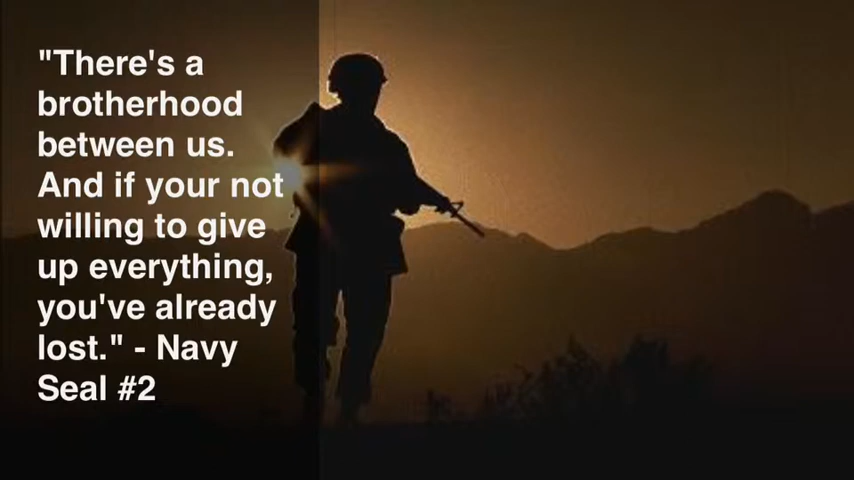 "There's a
brotherhood
between us.
And if your not
willing to give
up everything,
you've already
lost." - Navy
Seal #2